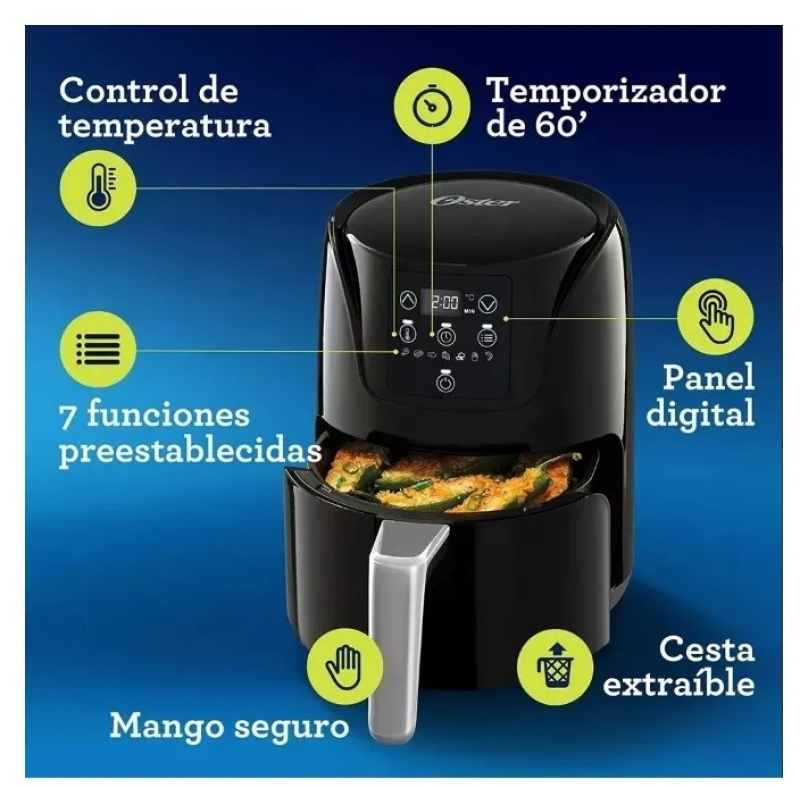 Control de
temperatura
Temporizador
de 60’
Oster
2:00
°C
MIN
7 funciones
preestablecidas
Panel
digital
Mango seguro
Cesta
extraíble